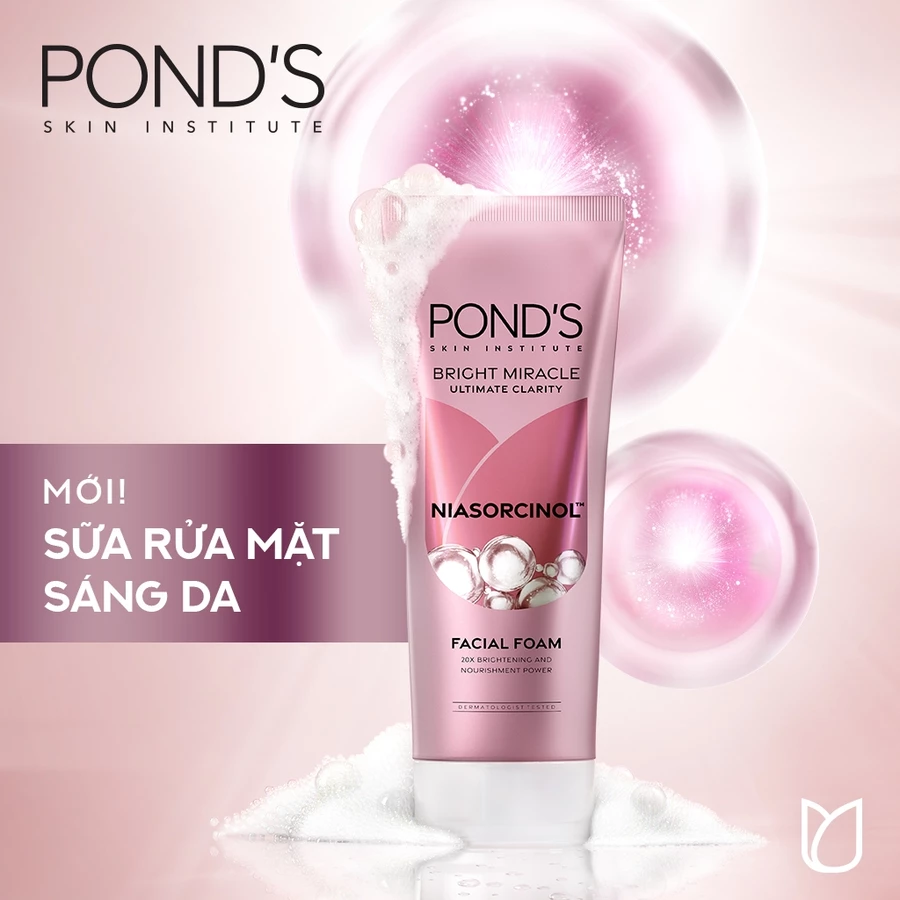 POND'S
SKIN INSTITUTE
POND'S
SKIN INSTITUTE
BRIGHT MIRACLE
ULTIMATE CLARITY
NIASORCINOL™
MỚI!
SỮA RỬA MẶT
SÁNG DA
FACIAL FOAM
20X BRIGHTENING AND
NOURISHMENT POWER
DERMATOLOGIST TESTED